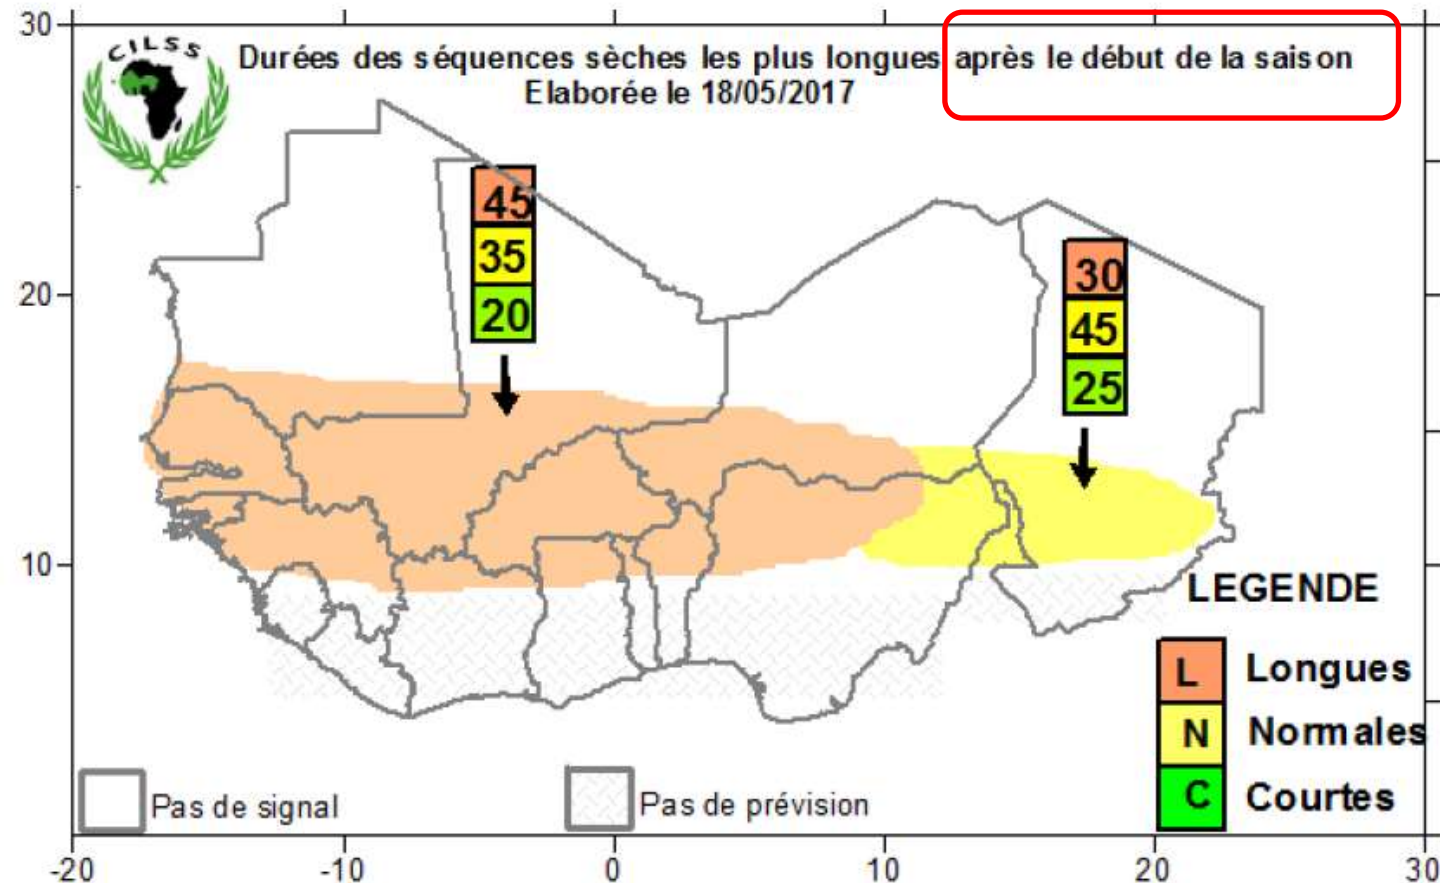 30
CILSS
Durées des séquences sèches les plus longues après le début de la saison
Elaborée le 18/05/2017
45
35
20
30
45
25
20
10
LEGENDE
L Longues
N Normales
C Courtes
Pas de signal
Pas de prévision
-20 -10 0 10 20 30